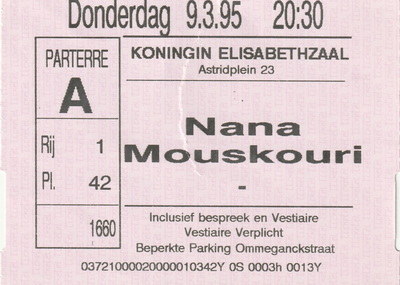 Donderdag 9.3.95 20:30
PARTERRE
A
Rij 1
Pl. 42
1660
KONINGIN ELISABETHZAAL
Astridplein 23
Nana
Mouskouri
-
Inclusief bespreek en Vestiaire
Vestiaire Verplicht
Beperkte Parking Ommeganckstraat
03721000020000010342Y 0S 0003h 0013Y